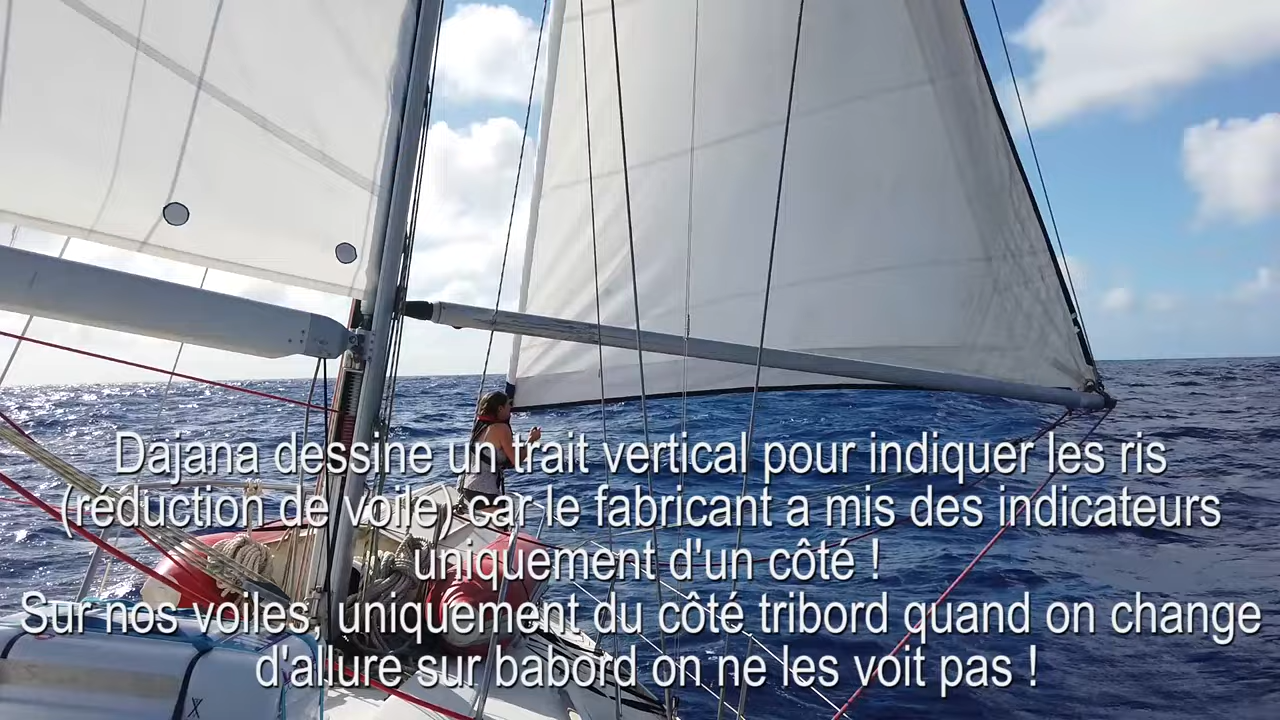 Dajana dessine un trait vertical pour indiquer les ris
(réduction de voile) car le fabricant a mis des indicateurs
uniquement d'un côté !
Sur nos voiles, uniquement du côté tribord quand on change
d'allure sur babord on ne les voit pas !